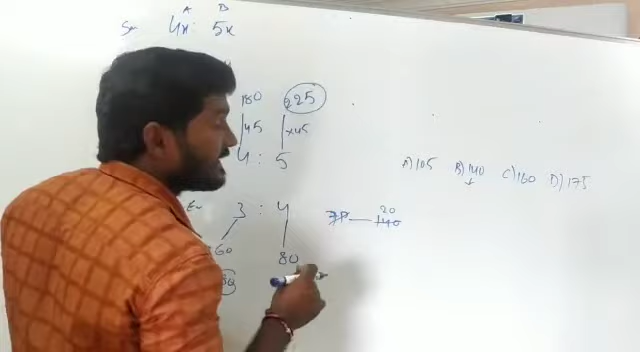 A B
4x : 5x
180 225
45 x45
4 : 5
A) 105 B) 140 C) 160 D) 175
3 : 4
20
7P — 140
60 80